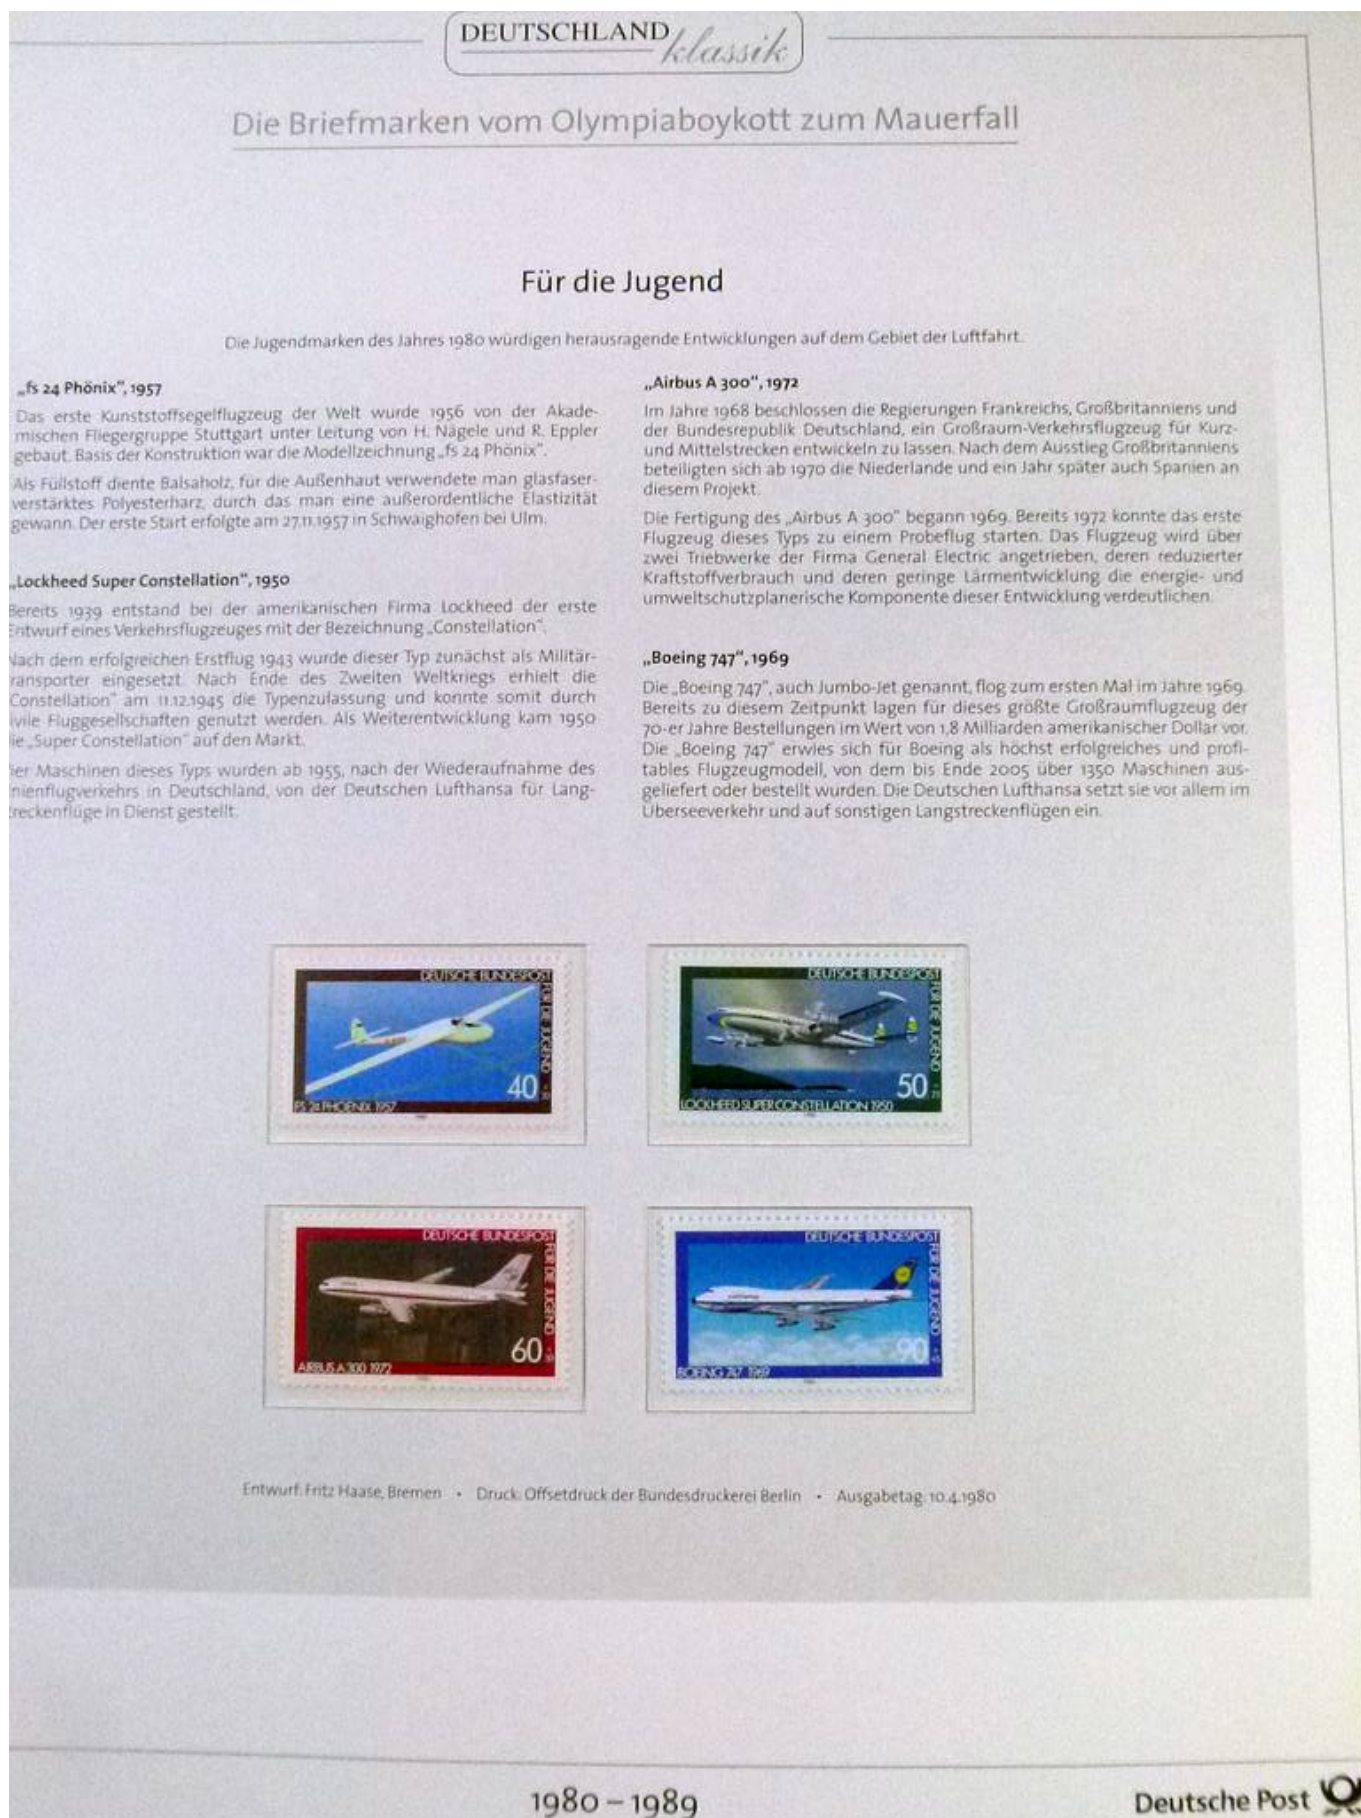 DEUTSCHLAND
klassik
Die Briefmarken vom Olympiaboykott zum Mauerfall
Für die Jugend
Die Jugendmarken des Jahres 1980 würdigen herausragende Entwicklungen auf dem Gebiet der Luftfahrt.
„fs 24 Phönix“, 1957
Das erste Kunststoffsegelflugzeug der Welt wurde 1956 von der Akade-
mischen Fliegergruppe Stuttgart unter Leitung von H. Nägele und R. Eppler
gebaut. Basis der Konstruktion war die Modellzeichnung „fs 24 Phönix“.
Als Füllstoff diente Balsaholz, für die Außenhaut verwendete man glasfaser-
verstärktes Polyesterharz, durch das man eine außerordentliche Elastizität
gewann. Der erste Start erfolgte am 27.11.1957 in Schwaighofen bei Ulm.
„Lockheed Super Constellation“, 1950
Bereits 1939 entstand bei der amerikanischen Firma Lockheed der erste
Entwurf eines Verkehrsflugzeuges mit der Bezeichnung „Constellation“.
Nach dem erfolgreichen Erstflug 1943 wurde dieser Typ zunächst als Militär-
ransporter eingesetzt. Nach Ende des Zweiten Weltkriegs erhielt die
Constellation“ am 11.12.1945 die Typenzulassung und konnte somit durch
ivile Fluggesellschaften genutzt werden. Als Weiterentwicklung kam 1950
ie „Super Constellation“ auf den Markt.
ier Maschinen dieses Typs wurden ab 1955, nach der Wiederaufnahme des
nienflugverkehrs in Deutschland, von der Deutschen Lufthansa für Lang-
reckenflüge in Dienst gestellt.
„Airbus A 300“, 1972
Im Jahre 1968 beschlossen die Regierungen Frankreichs, Großbritanniens und
der Bundesrepublik Deutschland, ein Großraum-Verkehrsflugzeug für Kurz-
und Mittelstrecken entwickeln zu lassen. Nach dem Ausstieg Großbritanniens
beteiligten sich ab 1970 die Niederlande und ein Jahr später auch Spanien an
diesem Projekt.
Die Fertigung des „Airbus A 300“ begann 1969. Bereits 1972 konnte das erste
Flugzeug dieses Typs zu einem Probeflug starten. Das Flugzeug wird über
zwei Triebwerke der Firma General Electric angetrieben, deren reduzierter
Kraftstoffverbrauch und deren geringe Lärmentwicklung die energie- und
umweltschutzplanerische Komponente dieser Entwicklung verdeutlichen.
„Boeing 747“, 1969
Die „Boeing 747“, auch Jumbo-Jet genannt, flog zum ersten Mal im Jahre 1969.
Bereits zu diesem Zeitpunkt lagen für dieses größte Großraumflugzeug der
70-er Jahre Bestellungen im Wert von 1,8 Milliarden amerikanischer Dollar vor.
Die „Boeing 747“ erwies sich für Boeing als höchst erfolgreiches und profi-
tables Flugzeugmodell, von dem bis Ende 2005 über 1350 Maschinen aus-
geliefert oder bestellt wurden. Die Deutschen Lufthansa setzt sie vor allem im
Überseeverkehr und auf sonstigen Langstreckenflügen ein.
DEUTSCHE BUNDESPOST
FÜR DIE JUGEND
40
FS 24 PHOENIX 1957
DEUTSCHE BUNDESPOST
FÜR DIE JUGEND
50
LOCKHEED SUPER CONSTELLATION 1950
DEUTSCHE BUNDESPOST
FÜR DIE JUGEND
60
AIRBUS A 300 1972
DEUTSCHE BUNDESPOST
FÜR DIE JUGEND
Lufthansa
90
BOEING 747 1969
Entwurf: Fritz Haase, Bremen • Druck: Offsetdruck der Bundesdruckerei Berlin • Ausgabetag: 10.4.1980
1980 – 1989
Deutsche Post